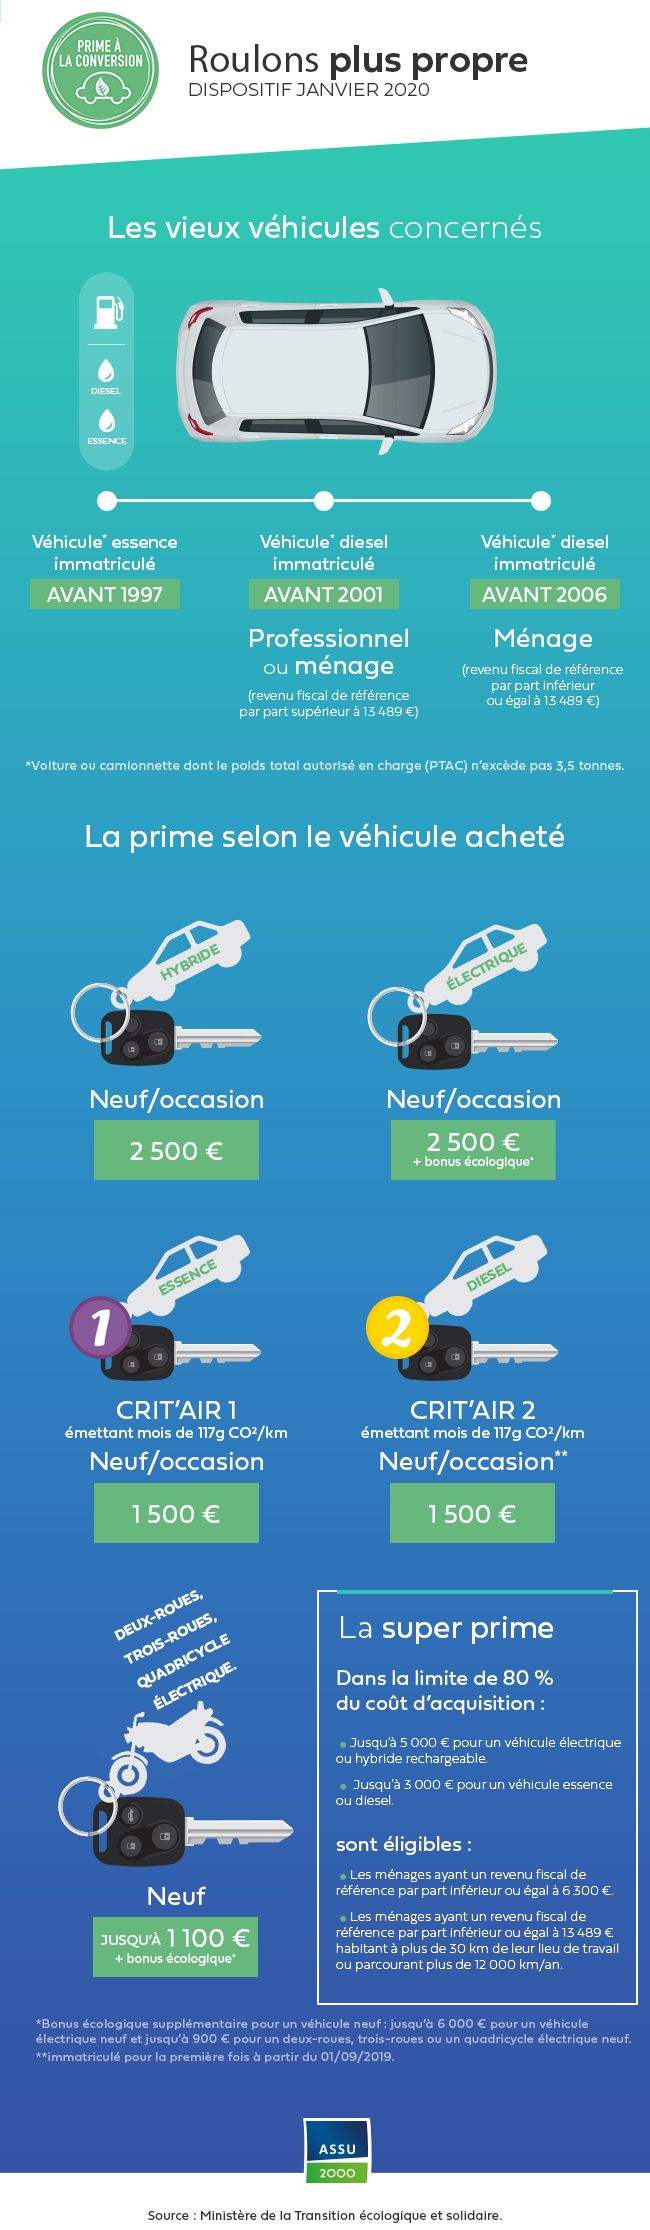 PRIME À
LA CONVERSION
Roulons plus propre
DISPOSITIF JANVIER 2020
Les vieux véhicules concernés
DIESEL
ESSENCE
Véhicule* essence
immatriculé
AVANT 1997
Véhicule* diesel
immatriculé
AVANT 2001
Professionnel
ou ménage
(revenu fiscal de référence
par part supérieur à 13 489 €)
Véhicule* diesel
immatriculé
AVANT 2006
Ménage
(revenu fiscal de référence
par part inférieur
ou égal à 13 489 €)
*Voiture ou camionnette dont le poids total autorisé en charge (PTAC) n'excède pas 3,5 tonnes.
La prime selon le véhicule acheté
HYBRIDE
Neuf/occasion
2 500 €
ÉLECTRIQUE
Neuf/occasion
2 500 €
+ bonus écologique*
ESSENCE
1
CRIT'AIR 1
émettant mois de 117g CO²/km
Neuf/occasion
1 500 €
DIESEL
2
CRIT'AIR 2
émettant mois de 117g CO²/km
Neuf/occasion**
1 500 €
DEUX-ROUES,
TROIS-ROUES,
QUADRICYCLE
ÉLECTRIQUE.
Neuf
JUSQU'À 1 100 €
+ bonus écologique*
La super prime
Dans la limite de 80 %
du coût d'acquisition :
• Jusqu'à 5 000 € pour un véhicule électrique
ou hybride rechargeable.
• Jusqu'à 3 000 € pour un véhicule essence
ou diesel.
sont éligibles :
• Les ménages ayant un revenu fiscal de
référence par part inférieur ou égal à 6 300 €.
• Les ménages ayant un revenu fiscal de
référence par part inférieur ou égal à 13 489 €
habitant à plus de 30 km de leur lieu de travail
ou parcourant plus de 12 000 km/an.
*Bonus écologique supplémentaire pour un véhicule neuf : jusqu'à 6 000 € pour un véhicule
électrique neuf et jusqu'à 900 € pour un deux-roues, trois-roues ou un quadricycle électrique neuf.
**immatriculé pour la première fois à partir du 01/09/2019.
ASSU
2000
Source : Ministère de la Transition écologique et solidaire.